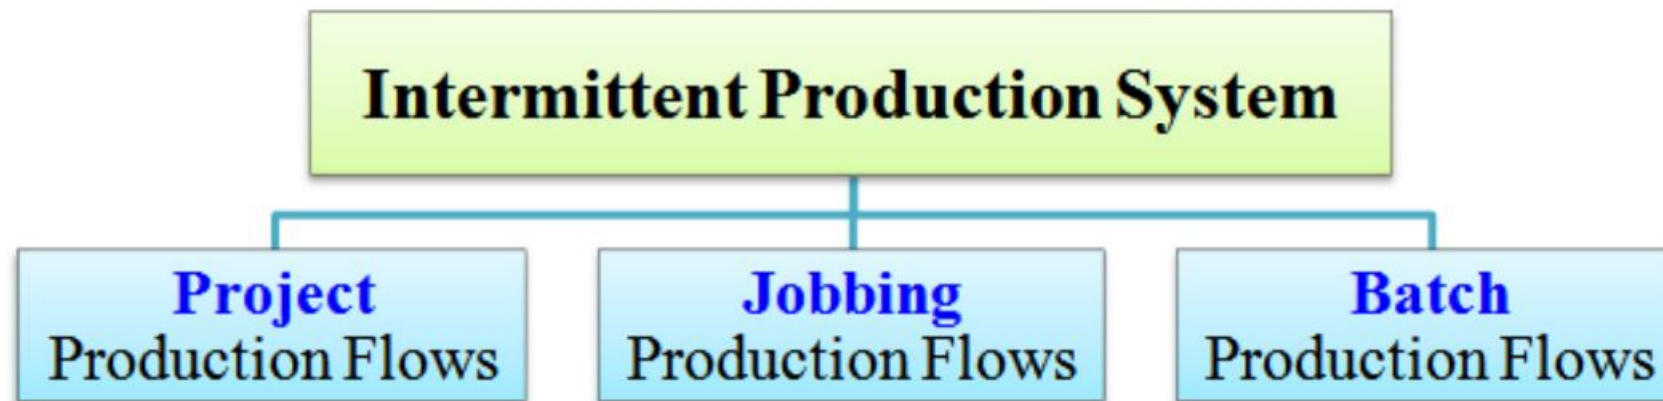 Intermittent Production System
Project
Production Flows
Jobbing
Production Flows
Batch
Production Flows